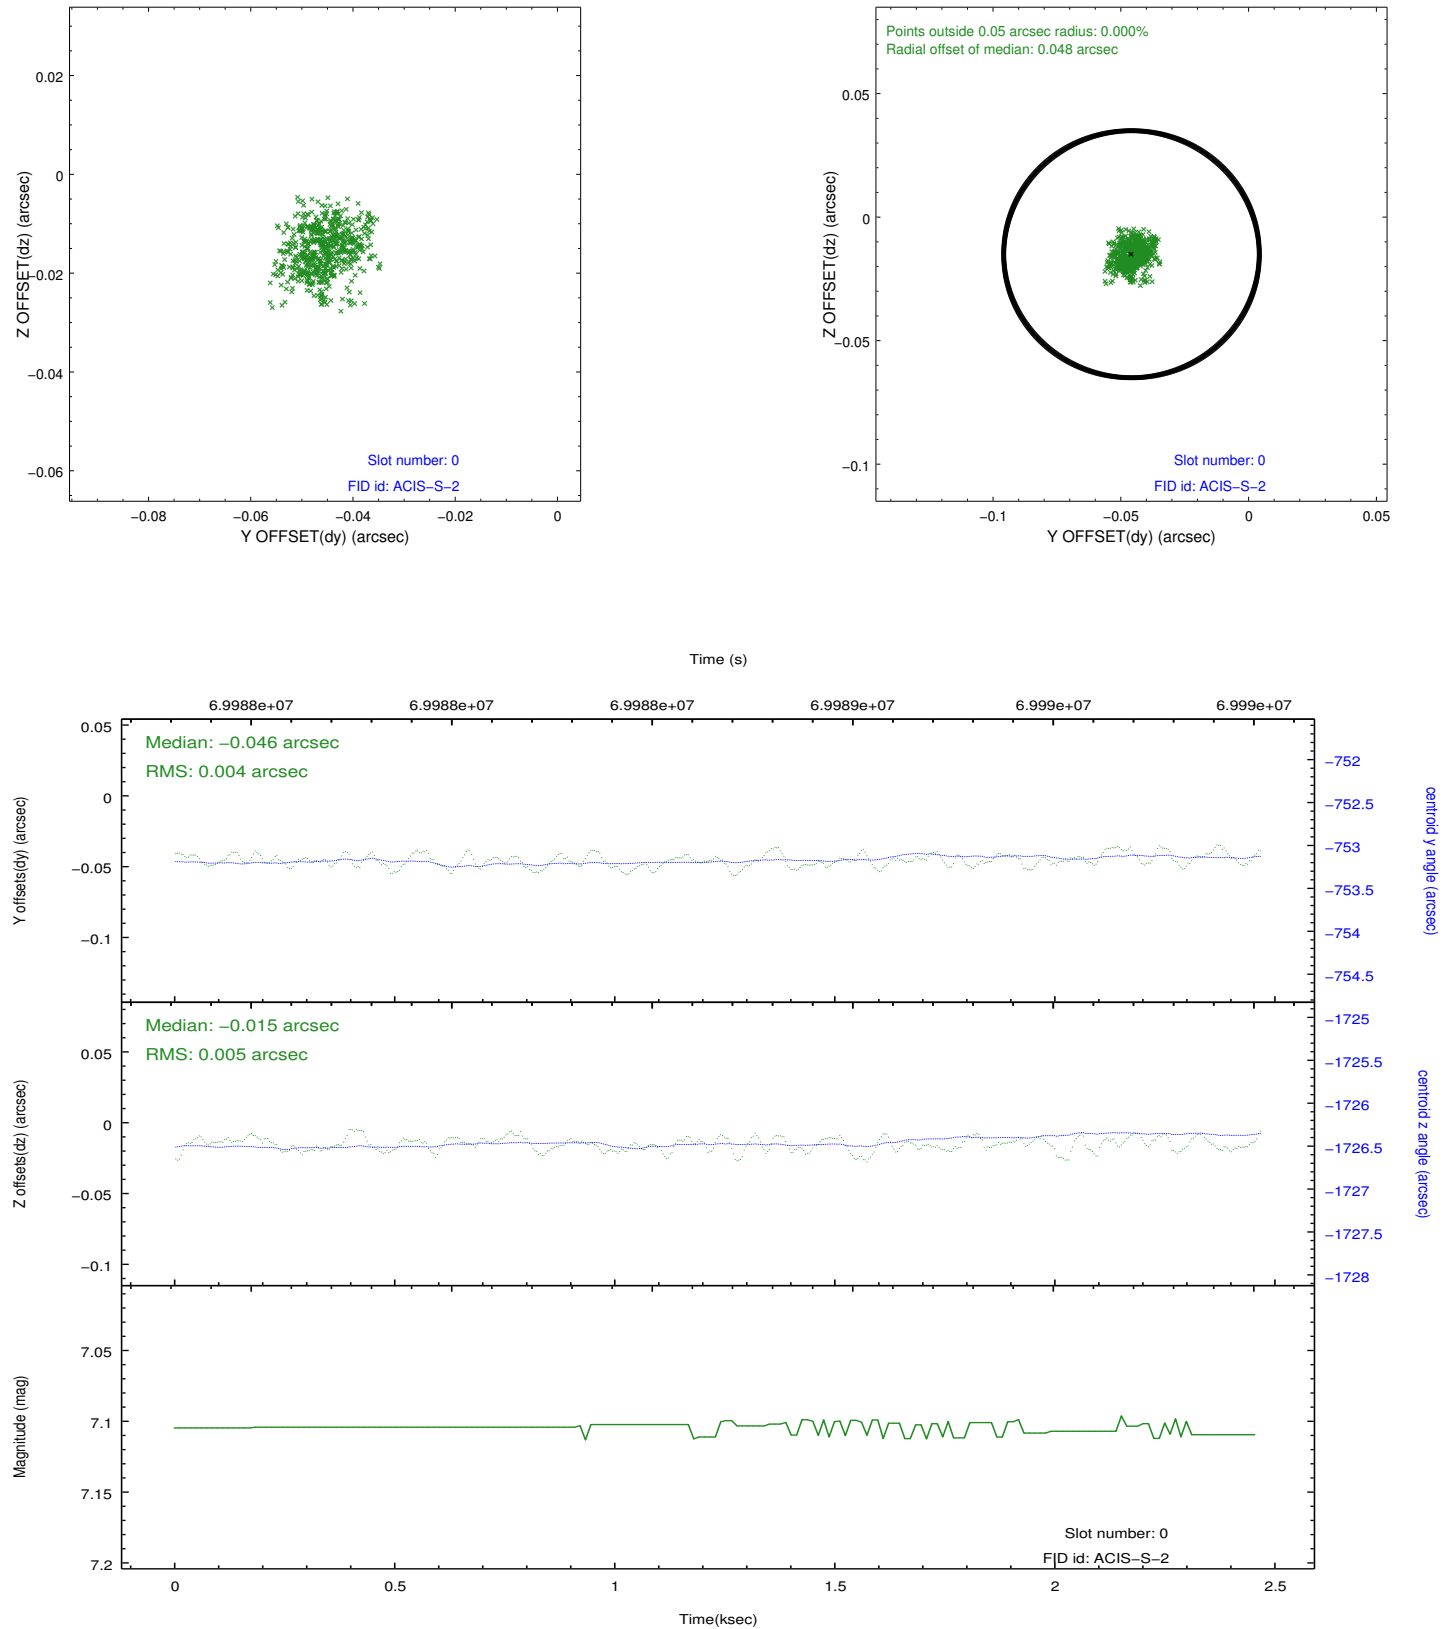 0.02
0
−0.02
−0.04
−0.06
Z OFFSET(dz) (arcsec)
Slot number: 0
FID id: ACIS−S−2
−0.08
−0.06
−0.04
−0.02
0
Y OFFSET(dy) (arcsec)
Points outside 0.05 arcsec radius: 0.000%
Radial offset of median: 0.048 arcsec
0.05
0
−0.05
−0.1
Z OFFSET(dz) (arcsec)
Slot number: 0
FID id: ACIS−S−2
−0.1
−0.05
0
0.05
Y OFFSET(dy) (arcsec)
Time (s)
6.9988e+07
6.9988e+07
6.9988e+07
6.9989e+07
6.999e+07
6.999e+07
Median: −0.046 arcsec
RMS: 0.004 arcsec
0.05
0
−0.05
−0.1
Y offsets(dy) (arcsec)
−752
−752.5
−753
−753.5
−754
−754.5
centroid y angle (arcsec)
Median: −0.015 arcsec
RMS: 0.005 arcsec
0.05
0
−0.05
−0.1
Z offsets(dz) (arcsec)
−1725
−1725.5
−1726
−1726.5
−1727
−1727.5
−1728
centroid z angle (arcsec)
7.05
7.1
7.15
7.2
Magnitude (mag)
Slot number: 0
FID id: ACIS−S−2
0
0.5
1
1.5
2
2.5
Time(ksec)